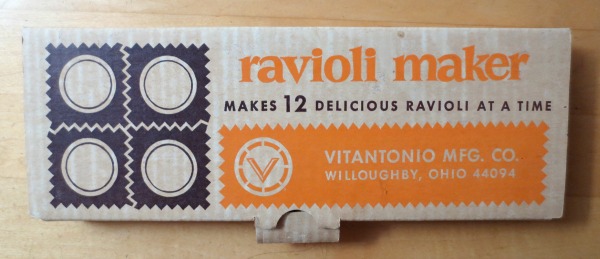 ravioli maker
MAKES 12 DELICIOUS RAVIOLI AT A TIME
V
VITANTONIO MFG. CO.
WILLOUGHBY, OHIO 44094